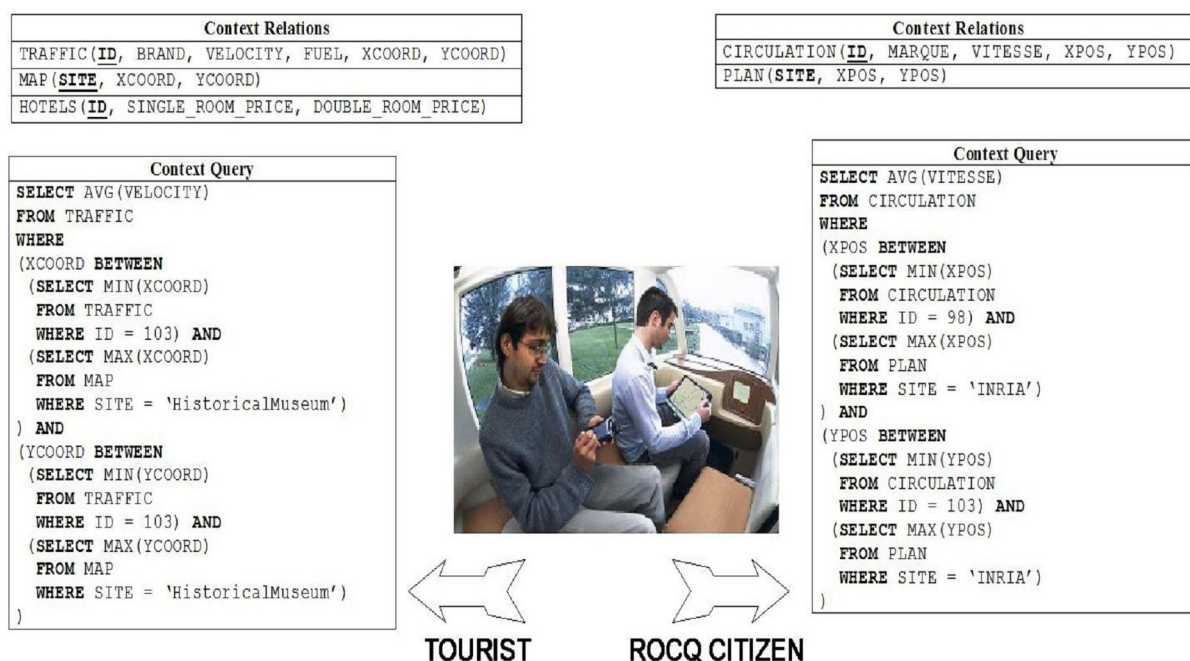 Context Relations
TRAFFIC(ID, BRAND, VELOCITY, FUEL, XCOORD, YCOORD)
MAP(SITE, XCOORD, YCOORD)
HOTELS(ID, SINGLE_ROOM_PRICE, DOUBLE_ROOM_PRICE)
Context Relations
CIRCULATION(ID, MARQUE, VITESSE, XPOS, YPOS)
PLAN(SITE, XPOS, YPOS)
Context Query
SELECT AVG(VELOCITY)
FROM TRAFFIC
WHERE
(XCOORD BETWEEN
(SELECT MIN(XCOORD)
FROM TRAFFIC
WHERE ID = 103) AND
(SELECT MAX(XCOORD)
FROM MAP
WHERE SITE = ‘HistoricalMuseum’)
) AND
(YCOORD BETWEEN
(SELECT MIN(YCOORD)
FROM TRAFFIC
WHERE ID = 103) AND
(SELECT MAX(YCOORD)
FROM MAP
WHERE SITE = ‘HistoricalMuseum’)
)
Context Query
SELECT AVG(VITESSE)
FROM CIRCULATION
WHERE
(XPOS BETWEEN
(SELECT MIN(XPOS)
FROM CIRCULATION
WHERE ID = 98) AND
(SELECT MAX(XPOS)
FROM PLAN
WHERE SITE = ‘INRIA’)
) AND
(YPOS BETWEEN
(SELECT MIN(YPOS)
FROM CIRCULATION
WHERE ID = 103) AND
(SELECT MAX(YPOS)
FROM PLAN
WHERE SITE = ‘INRIA’)
)
TOURIST
ROCQ CITIZEN